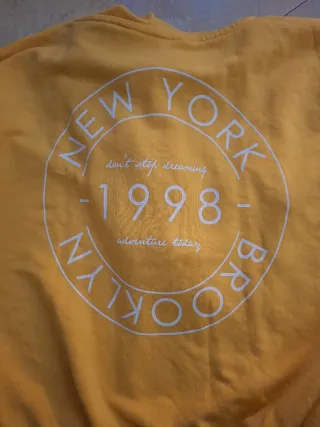 NEW YORK
don't stop dreaming
- 1998 -
adventure today
BROOKLYN